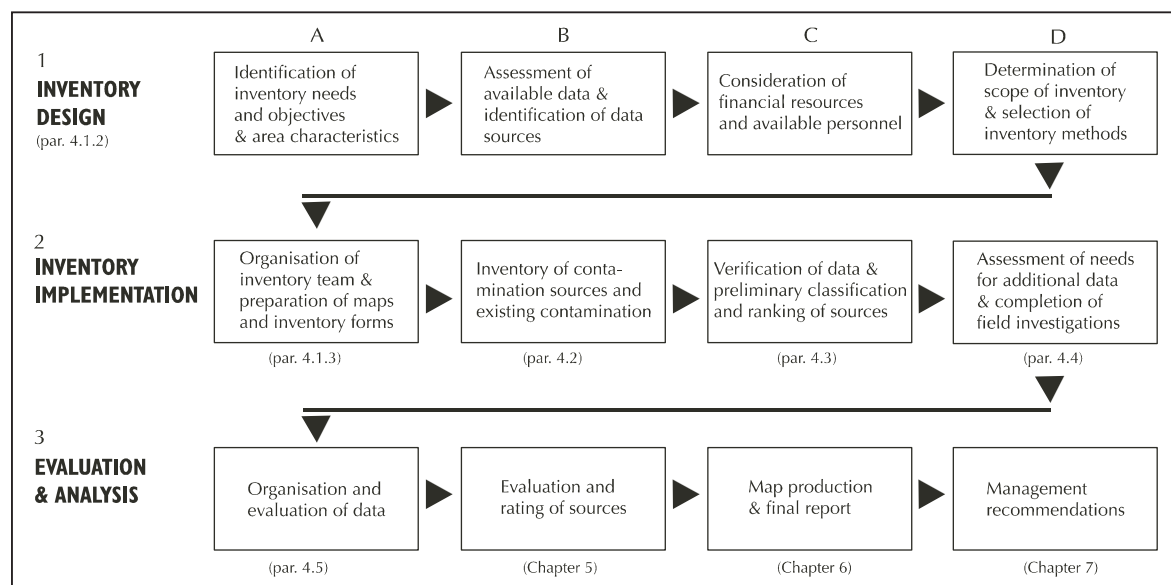 A
B
C
D
1
INVENTORY
DESIGN
(par. 4.1.2)
Identification of
inventory needs
and objectives
& area characteristics
Assessment of
available data &
identification of data
sources
Consideration of
financial resources
and available personnel
Determination of
scope of inventory
& selection of
inventory methods
2
INVENTORY
IMPLEMENTATION
Organisation of
inventory team &
preparation of maps
and inventory forms
(par. 4.1.3)
Inventory of conta-
mination sources and
existing contamination
(par. 4.2)
Verification of data &
preliminary classification
and ranking of sources
(par. 4.3)
Assessment of needs
for additional data
& completion of
field investigations
(par. 4.4)
3
EVALUATION
& ANALYSIS
Organisation and
evaluation of data
(par. 4.5)
Evaluation and
rating of sources
(Chapter 5)
Map production
& final report
(Chapter 6)
Management
recommendations
(Chapter 7)